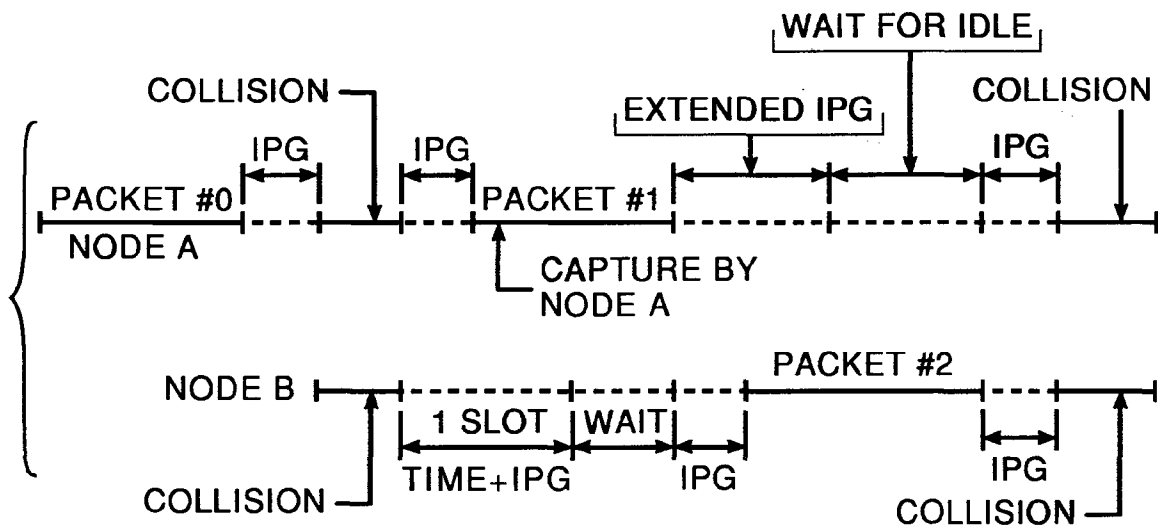 WAIT FOR IDLE
COLLISION
COLLISION
EXTENDED IPG
IPG
IPG
IPG
PACKET #0
PACKET #1
NODE A
CAPTURE BY
NODE A
PACKET #2
NODE B
1 SLOT
WAIT
TIME+IPG
IPG
IPG
COLLISION
COLLISION